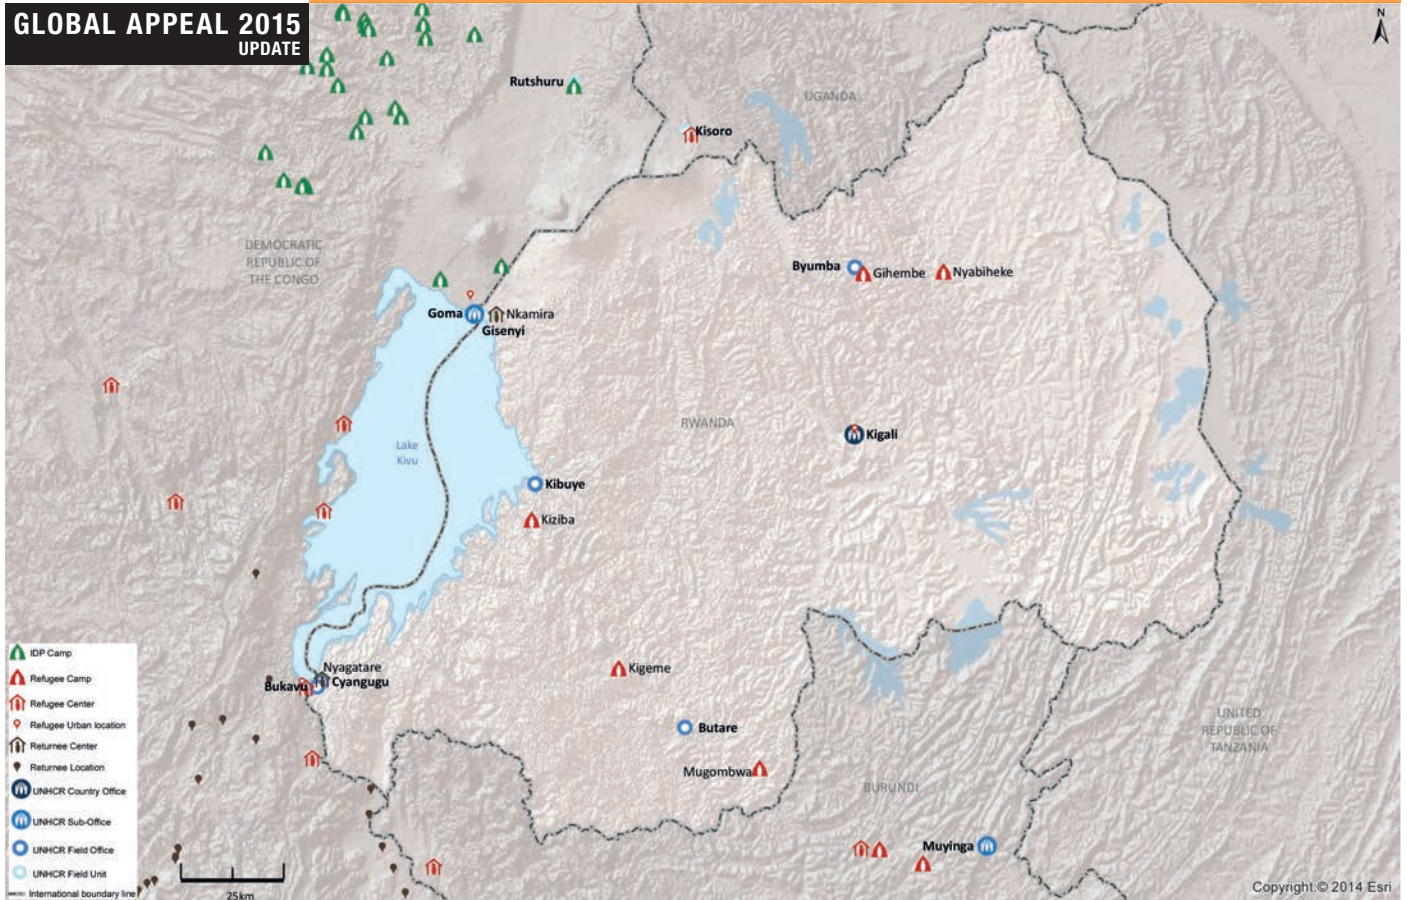 GLOBAL APPEAL 2015
UPDATE
N
Rutshuru
UGANDA
Kisoro
DEMOCRATIC
REPUBLIC OF
THE CONGO
Byumba
Gihembe
Nyabiheke
Goma
Nkamira
Gisenyi
RWANDA
Kigali
Lake
Kivu
Kibuye
Kiziba
Nyagatare
Bukavu
Cyangugu
Kigeme
Butare
Mugombwa
UNITED
REPUBLIC OF
TANZANIA
BURUNDI
Muyinga
IDP Camp
Refugee Camp
Refugee Center
Refugee Urban location
Returnee Center
Returnee Location
UNHCR Country Office
UNHCR Sub-Office
UNHCR Field Office
UNHCR Field Unit
International boundary line
25km
Copyright:© 2014 Esri